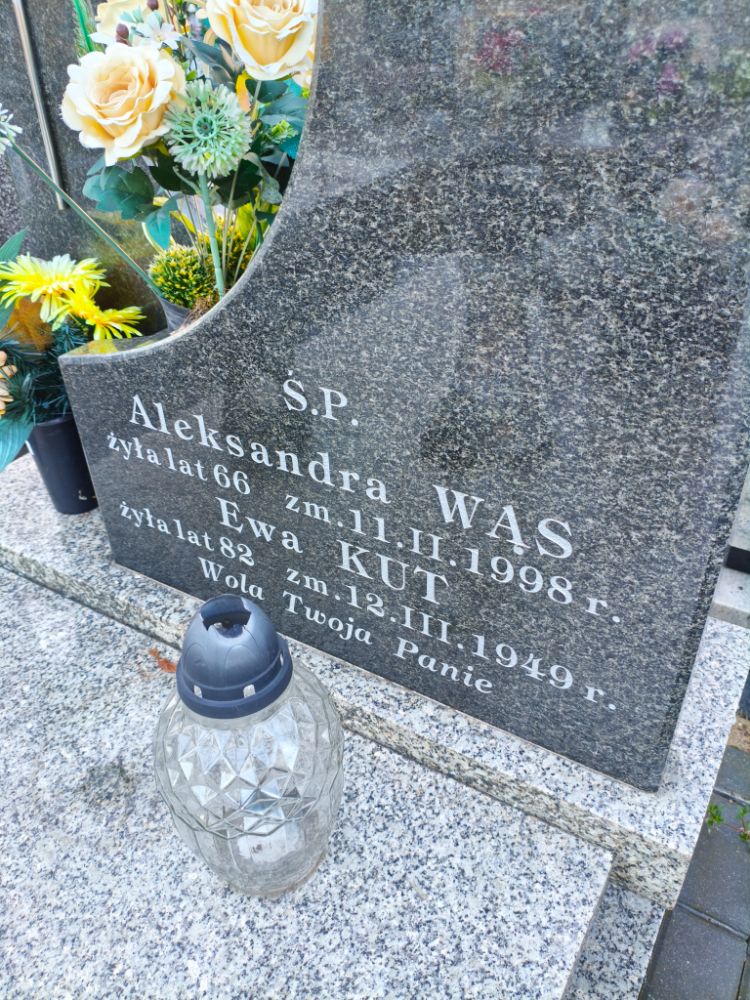 Ś.P.
Aleksandra WĄS
żyła lat 66 zm. 11.II.1998 r.
Ewa KUT
żyła lat 82 zm. 12.III.1949 r.
Wola Twoja Panie